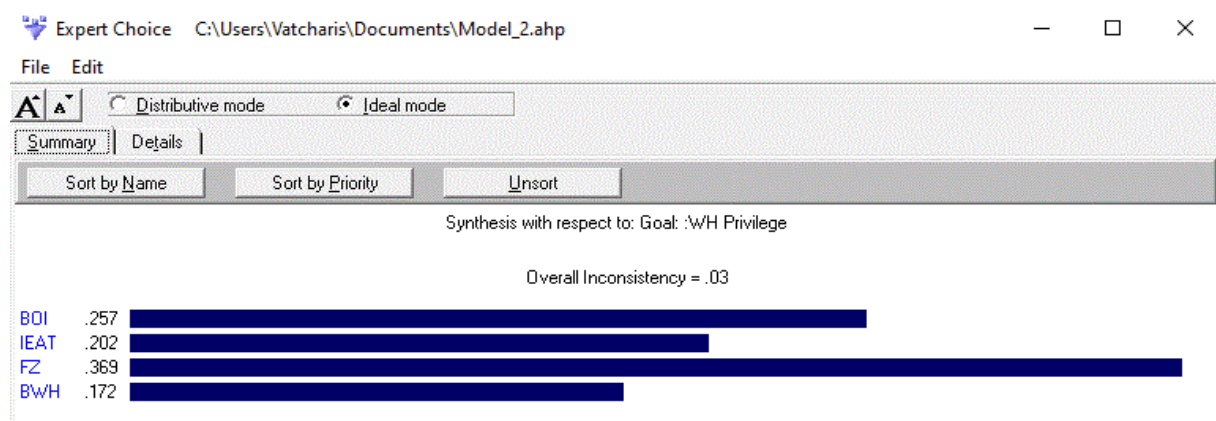 Expert Choice C:\Users\Vatcharis\Documents\Model_2.ahp
File Edit
A A Distributive mode Ideal mode
Summary Details
Sort by Name Sort by Priority Unsort
Synthesis with respect to: Goal: :WH Privilege
Overall Inconsistency = .03
BOI .257
IEAT .202
FZ .369
BWH .172